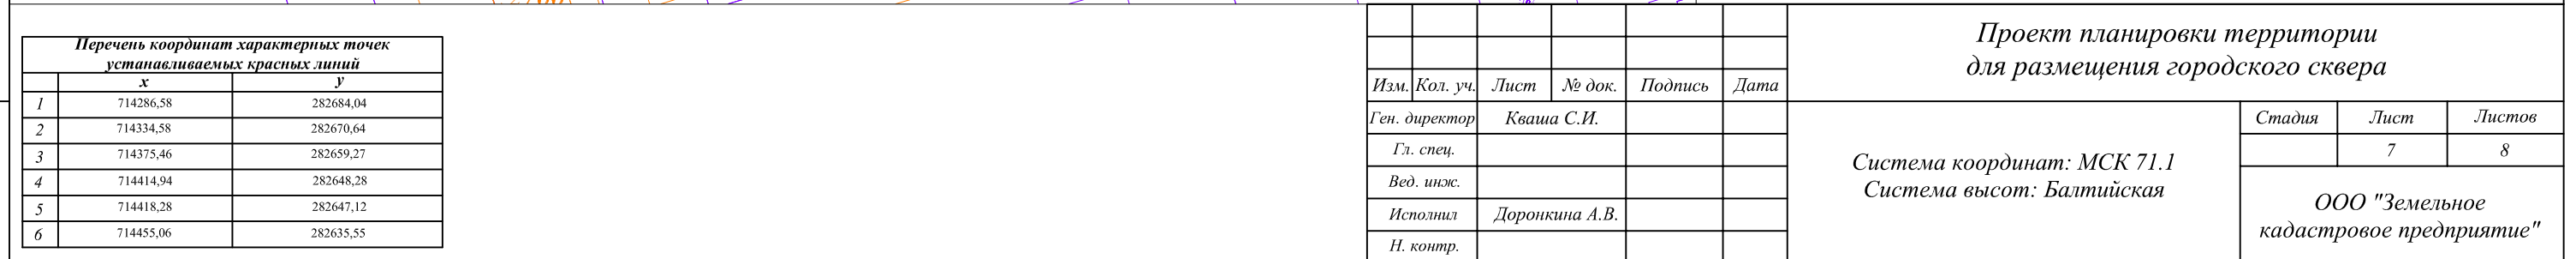 Перечень координат характерных точек
устанавливаемых красных линий
x y
1 714286,58 282684,04
2 714334,58 282670,64
3 714375,46 282659,27
4 714414,94 282648,28
5 714418,28 282647,12
6 714455,06 282635,55
Изм. Кол. уч. Лист № док. Подпись Дата
Ген. директор Кваша С.И.
Гл. спец.
Вед. инж.
Исполнил Доронкина А.В.
Н. контр.
Проект планировки территории
для размещения городского сквера
Система координат: МСК 71.1
Система высот: Балтийская
Стадия Лист Листов
7 8
ООО "Земельное
кадастровое предприятие"